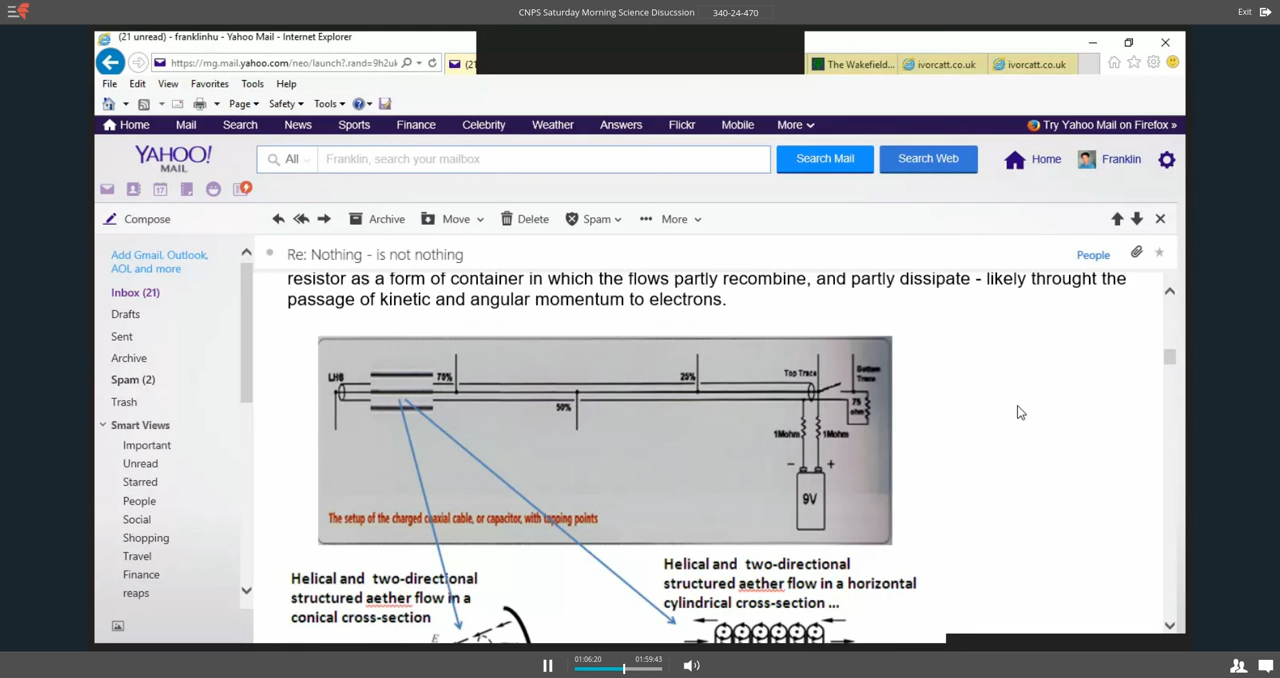 CNPS Saturday Morning Science Disucssion 340-24-470 Exit
(21 unread) - franklinhu - Yahoo Mail - Internet Explorer
https://mg.mail.yahoo.com/neo/launch?.rand=9h2uk (21 The Wakefield... ivorcatt.co.uk ivorcatt.co.uk
File Edit View Favorites Tools Help
Page Safety Tools
Home Mail Search News Sports Finance Celebrity Weather Answers Flickr Mobile More Try Yahoo Mail on Firefox »
YAHOO!
MAIL
All Franklin, search your mailbox Search Mail Search Web Home Franklin
17
Compose Archive Move Delete Spam More
Add Gmail, Outlook,
AOL and more
Inbox (21)
Drafts
Sent
Archive
Spam (2)
Trash
Smart Views
Important
Unread
Starred
People
Social
Shopping
Travel
Finance
reaps
Re: Nothing - is not nothing People
resistor as a form of container in which the flows partly recombine, and partly dissipate - likely throught the
passage of kinetic and angular momentum to electrons.
LHS 75% 25% Top Trace Bottom
Trace
50% 75
ohm
1Mohm 1Mohm
- +
9V
The setup of the charged coaxial cable, or capacitor, with tapping points
Helical and two-directional
structured aether flow in a
conical cross-section
E
Helical and two-directional
structured aether flow in a horizontal
cylindrical cross-section ...
01:06:20 01:59:43